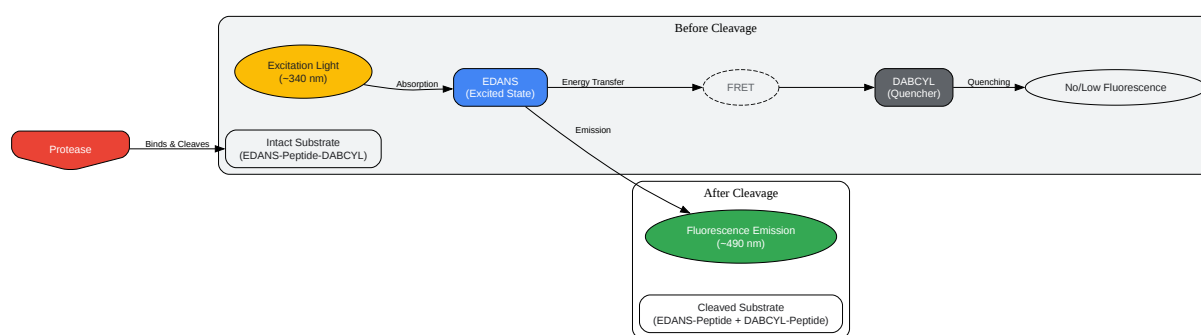 Before Cleavage
Excitation Light
(~340 nm)
Absorption
EDANS
(Excited State)
Energy Transfer
FRET
DABCYL
(Quencher)
Quenching
No/Low Fluorescence
Emission
Protease
Binds & Cleaves
Intact Substrate
(EDANS-Peptide-DABCYL)
After Cleavage
Fluorescence Emission
(~490 nm)
Cleaved Substrate
(EDANS-Peptide + DABCYL-Peptide)